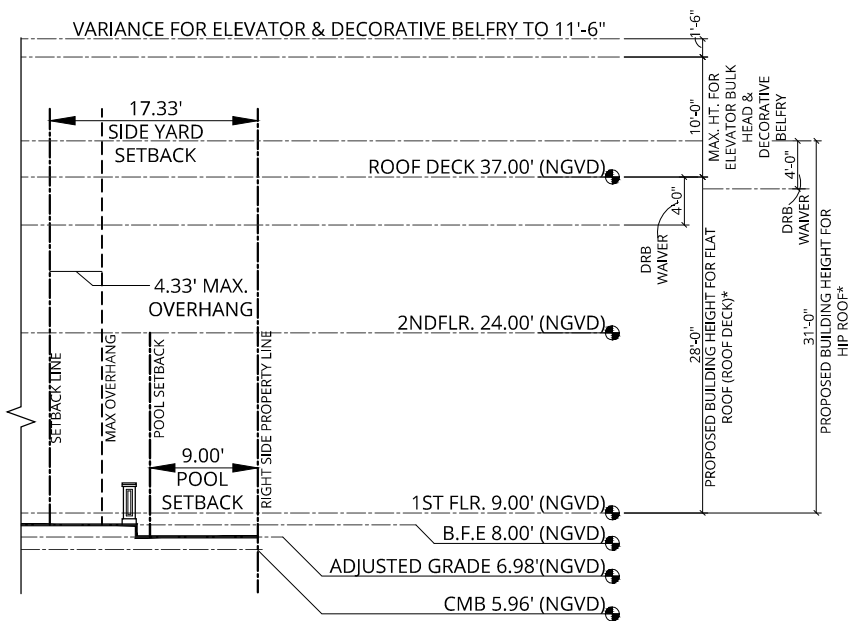 VARIANCE FOR ELEVATOR & DECORATIVE BELFRY TO 11'-6"
1'-6"
17.33'
SIDE YARD
SETBACK
10'-0"
MAX. HT. FOR
ELEVATOR BULK
HEAD &
DECORATIVE
BELFRY
ROOF DECK 37.00' (NGVD)
4'-0"
4'-0"
DRB
WAIVER
DRB
WAIVER
4.33' MAX.
OVERHANG
2NDFLR. 24.00' (NGVD)
28'-0"
PROPOSED BUILDING HEIGHT FOR FLAT
ROOF (ROOF DECK)*
31'-0"
PROPOSED BUILDING HEIGHT FOR
HIP ROOF*
SETBACK LINE
MAX OVERHANG
POOL SETBACK
RIGHT SIDE PROPERTY LINE
9.00'
POOL
SETBACK
1ST FLR. 9.00' (NGVD)
B.F.E 8.00' (NGVD)
ADJUSTED GRADE 6.98'(NGVD)
CMB 5.96' (NGVD)